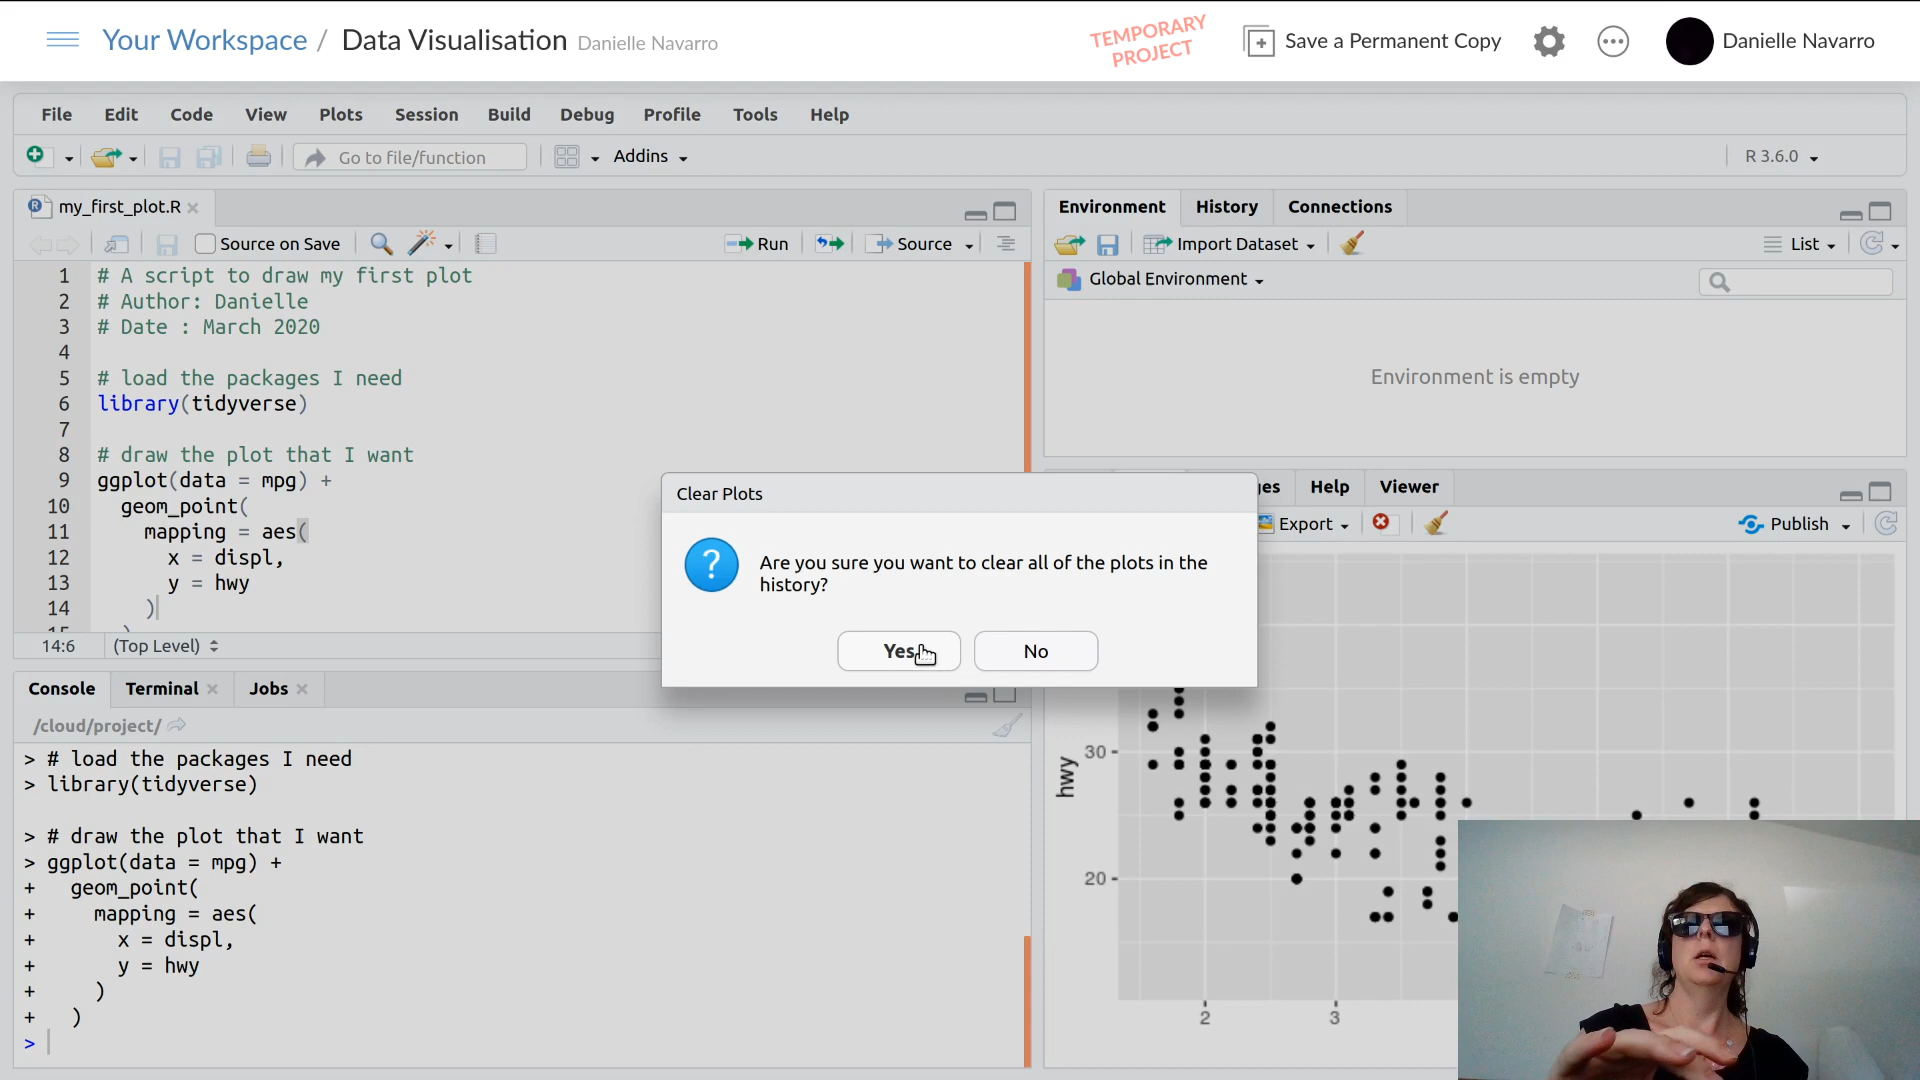 Your Workspace / Data Visualisation Danielle Navarro
TEMPORARY
PROJECT
Save a Permanent Copy
Danielle Navarro
File Edit Code View Plots Session Build Debug Profile Tools Help
Go to file/function
Addins
R 3.6.0
my_first_plot.R
Source on Save
Run
Source
1 # A script to draw my first plot
2 # Author: Danielle
3 # Date : March 2020
4
5 # load the packages I need
6 library(tidyverse)
7
8 # draw the plot that I want
9 ggplot(data = mpg) +
10 geom_point(
11 mapping = aes(
12 x = displ,
13 y = hwy
14 )
14:6 (Top Level)
Console Terminal Jobs
/cloud/project/
> # load the packages I need
> library(tidyverse)
> # draw the plot that I want
> ggplot(data = mpg) +
+ geom_point(
+ mapping = aes(
+ x = displ,
+ y = hwy
+ )
+ )
>
Environment History Connections
Import Dataset
List
Global Environment
Environment is empty
Help Viewer
Export
Publish
Clear Plots
Are you sure you want to clear all of the plots in the
history?
Yes
No
hwy
30
20
2 3